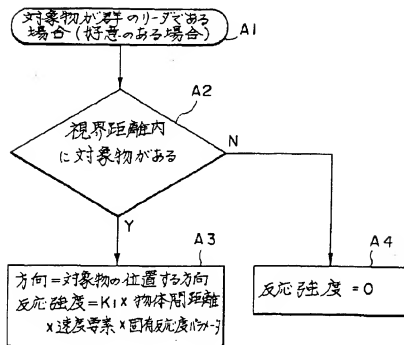 対象物が群のリーダである
場合(好意のある場合)
A1
A2
視界距離内
に対象物がある
N
Y
A3
方向=対象物の位置する方向
反応強度=K1×物体間距離
×速度要素×固有反応度パラメータ
A4
反応強度=0